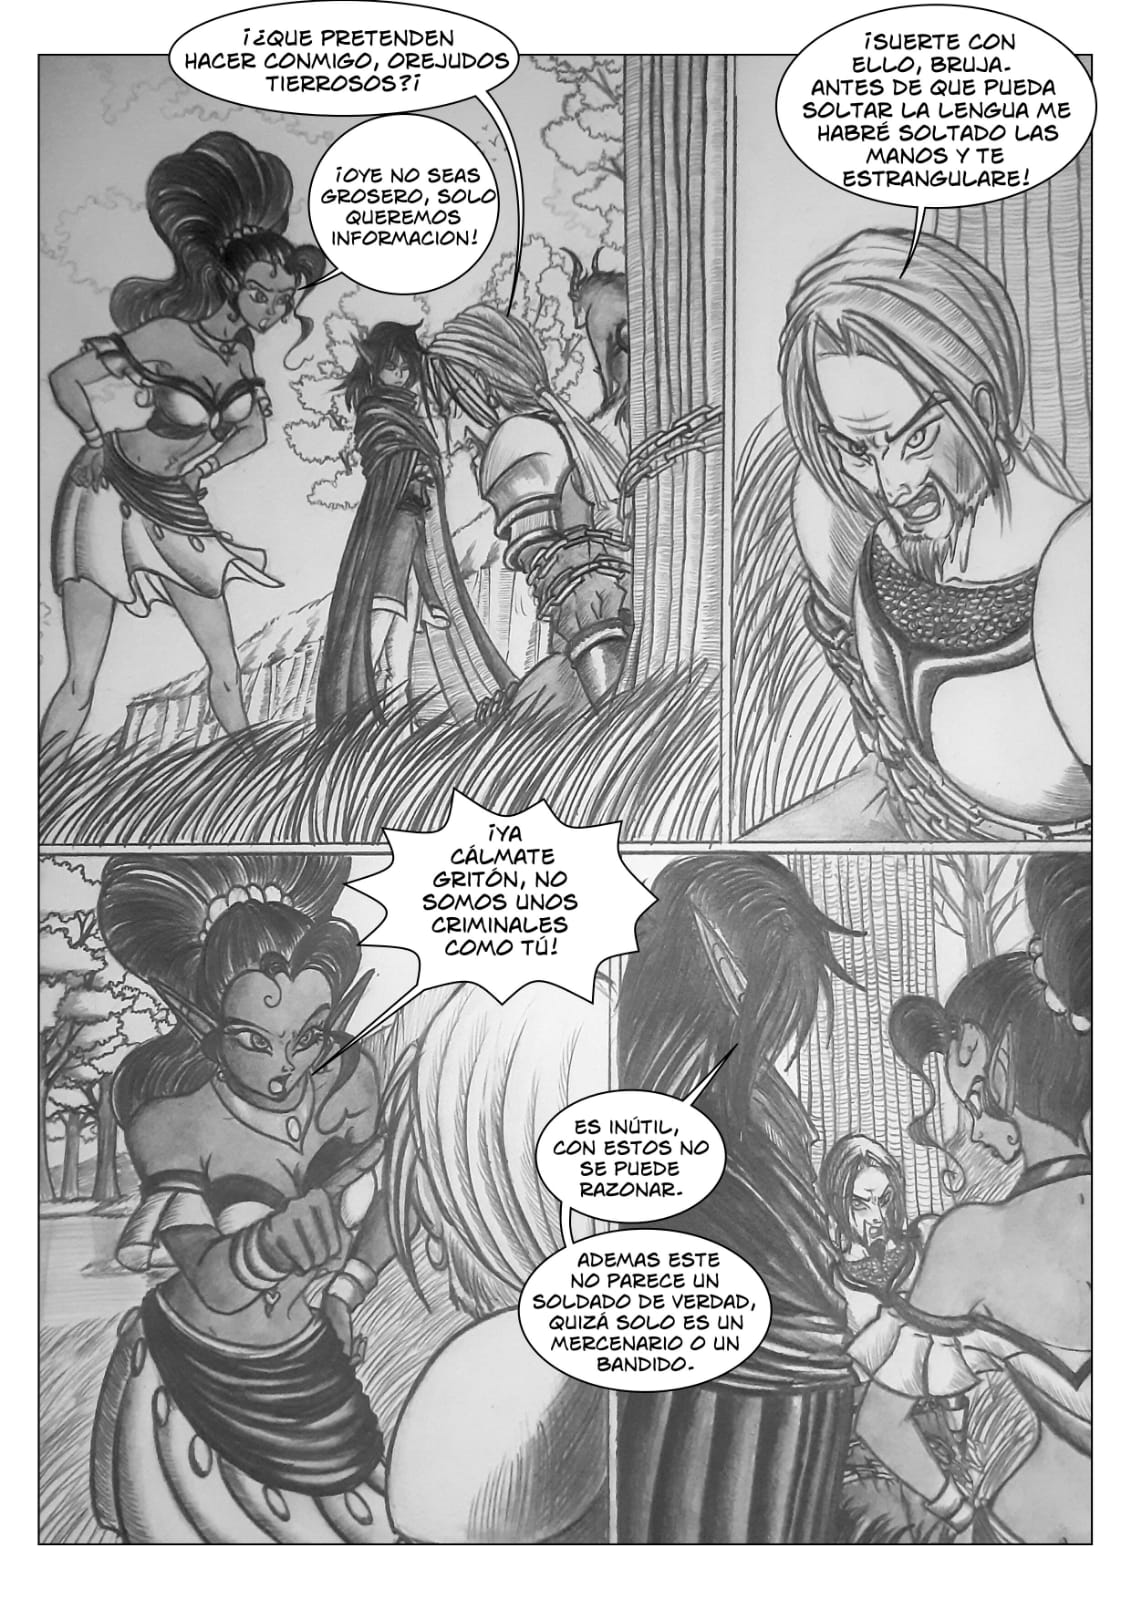 ¡¿QUE PRETENDEN
HACER CONMIGO, OREJUDOS
TIERROSOS?¡
¡OYE NO SEAS
GROSERO, SOLO
QUEREMOS
INFORMACION!
¡SUERTE CON
ELLO, BRUJA.
ANTES DE QUE PUEDA
SOLTAR LA LENGUA ME
HABRÉ SOLTADO LAS
MANOS Y TE
ESTRANGULARE!
¡YA
CÁLMATE
GRITÓN, NO
SOMOS UNOS
CRIMINALES
COMO TÚ!
ES INÚTIL,
CON ESTOS NO
SE PUEDE
RAZONAR.
ADEMAS ESTE
NO PARECE UN
SOLDADO DE VERDAD,
QUIZÁ SOLO ES UN
MERCENARIO O UN
BANDIDO.